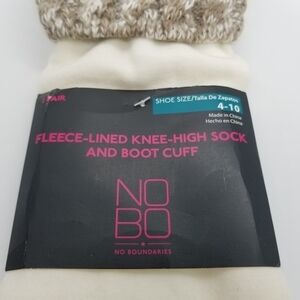 PAIR
SHOE SIZE/Talla De Zapatos
4-10
Made in China
Hecho en China
FLEECE-LINED KNEE-HIGH SOCK
AND BOOT CUFF
NO
BO
NO BOUNDARIES